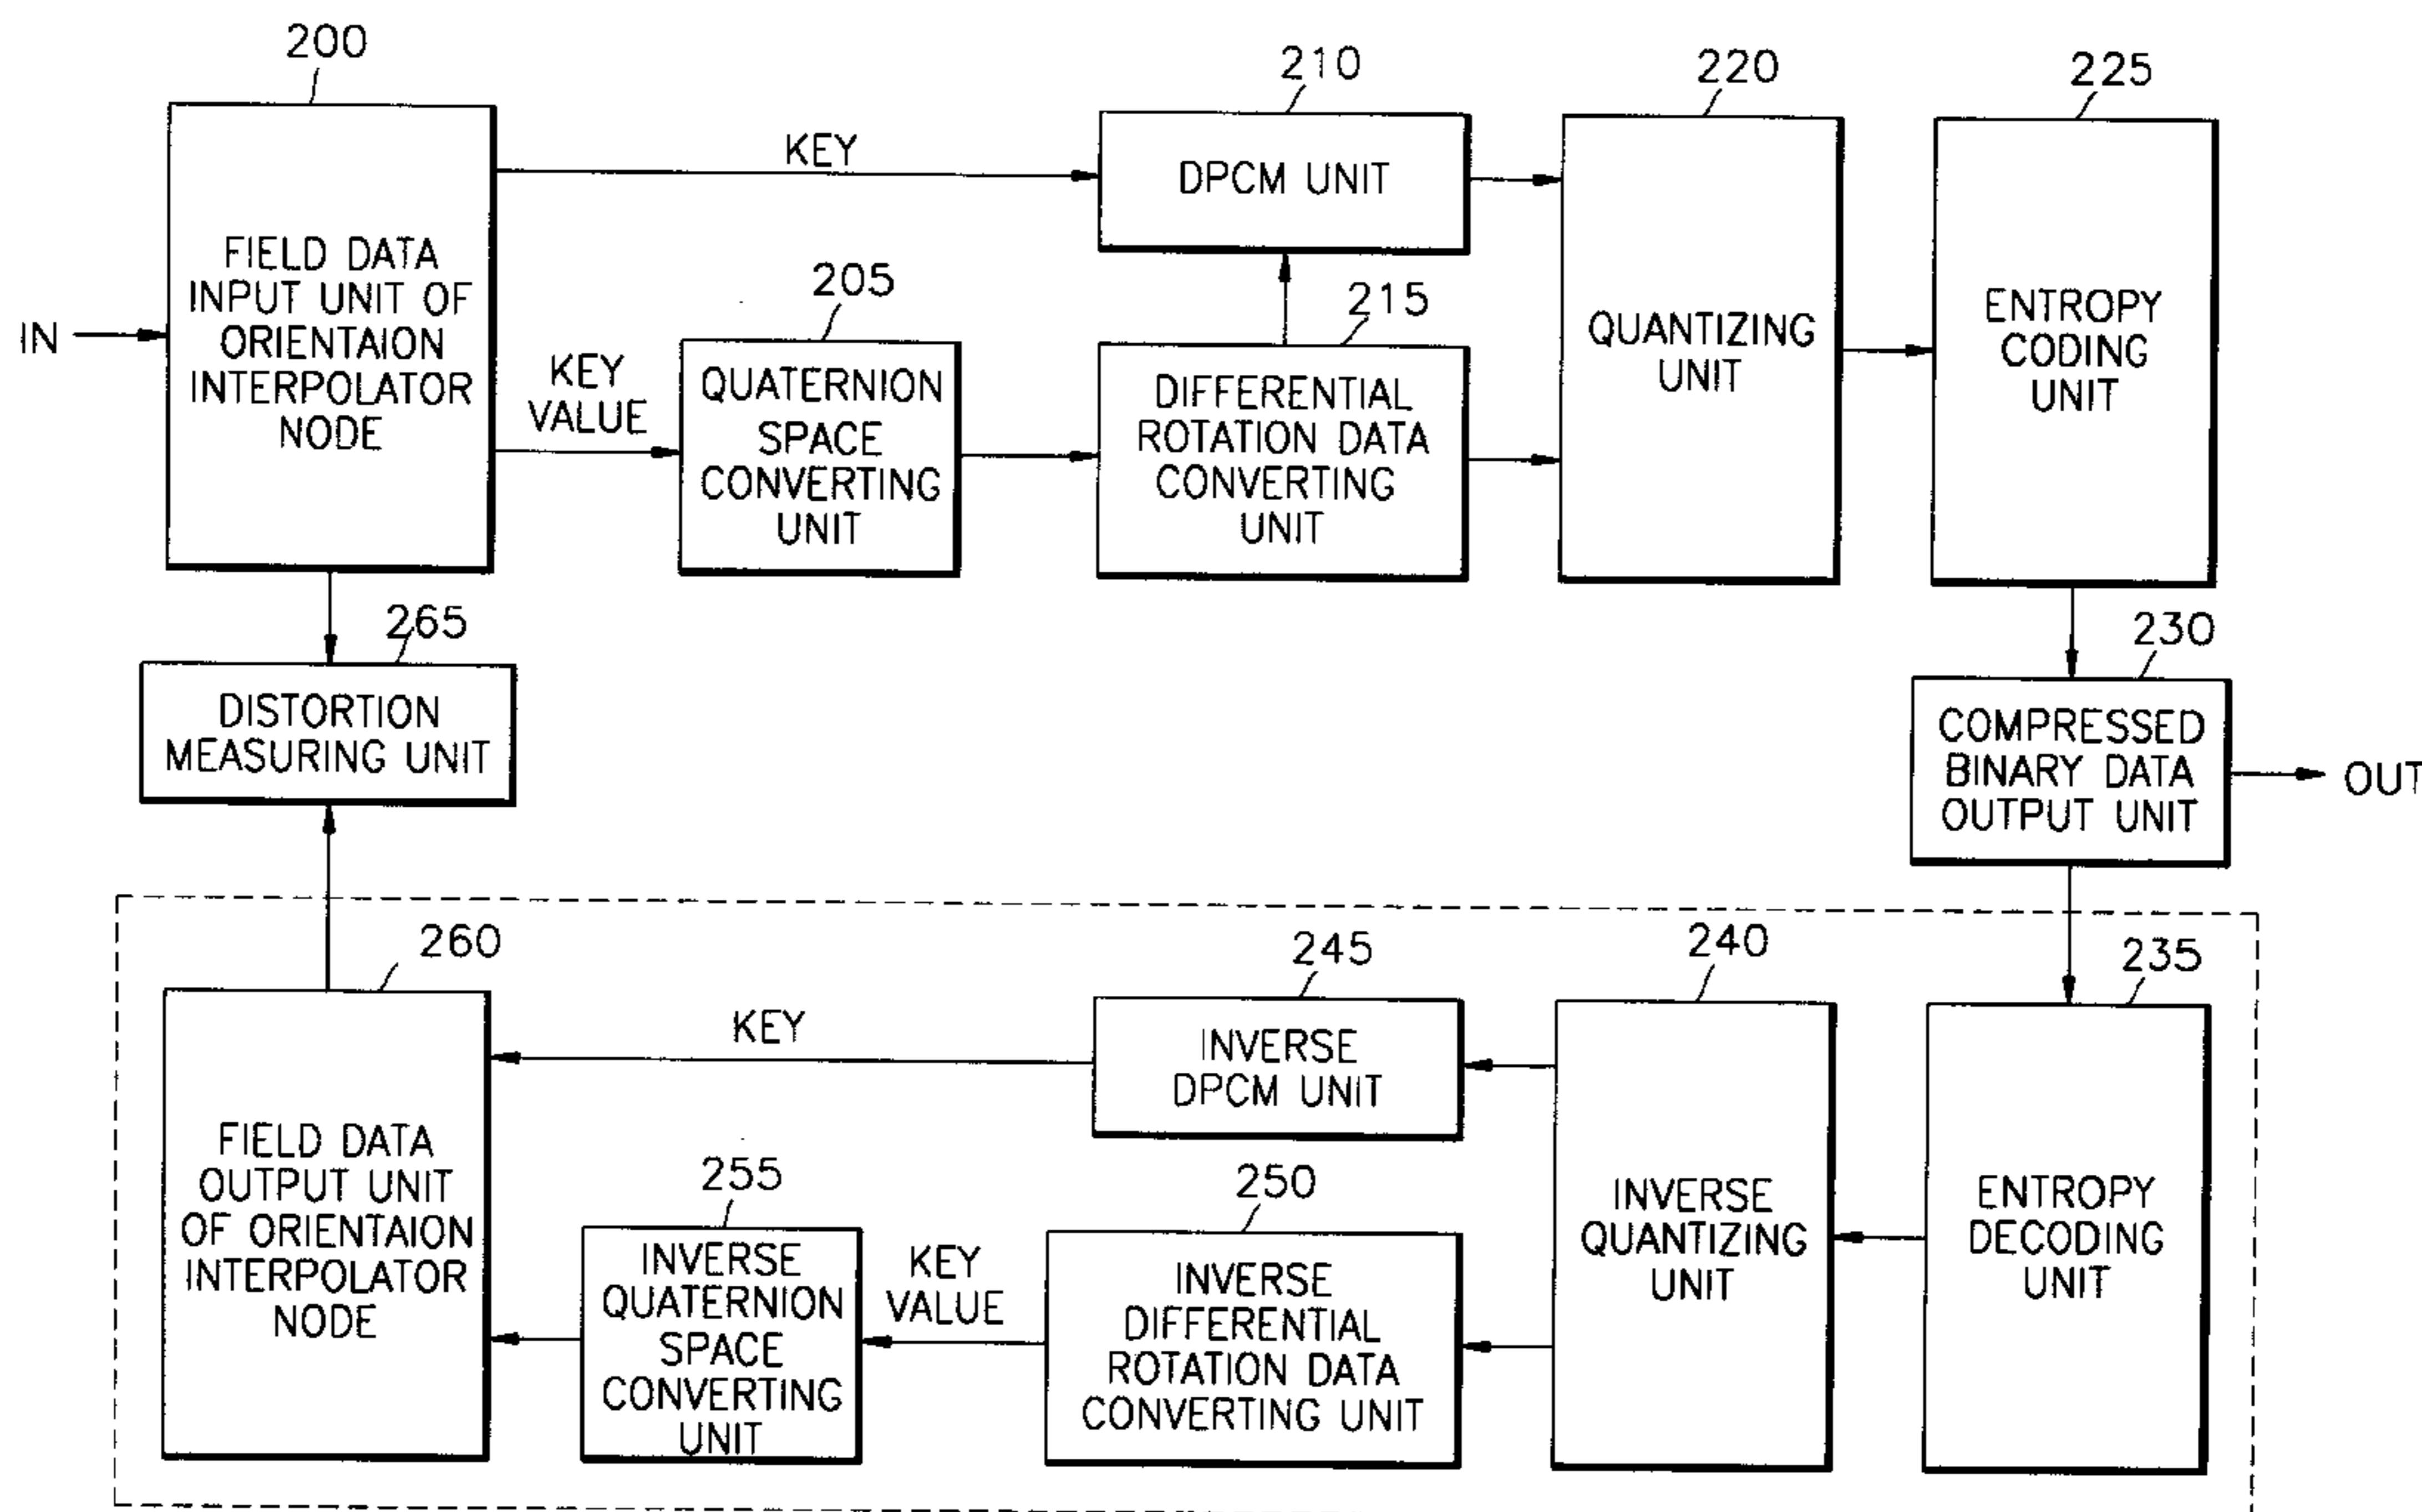 200
210
220
225
FIELD DATA
INPUT UNIT OF
ORIENTAION
INTERPOLATOR
NODE
IN
KEY
DPCM UNIT
KEY
VALUE
205
QUATERNION
SPACE
CONVERTING
UNIT
215
DIFFERENTIAL
ROTATION DATA
CONVERTING
UNIT
QUANTIZING
UNIT
ENTROPY
CODING
UNIT
265
DISTORTION
MEASURING UNIT
230
COMPRESSED
BINARY DATA
OUTPUT UNIT
OUT
260
245
240
235
FIELD DATA
OUTPUT UNIT
OF ORIENTAION
INTERPOLATOR
NODE
KEY
INVERSE
DPCM UNIT
255
INVERSE
QUATERNION
SPACE
CONVERTING
UNIT
KEY
VALUE
250
INVERSE
DIFFERENTIAL
ROTATION DATA
CONVERTING UNIT
INVERSE
QUANTIZING
UNIT
ENTROPY
DECODING
UNIT